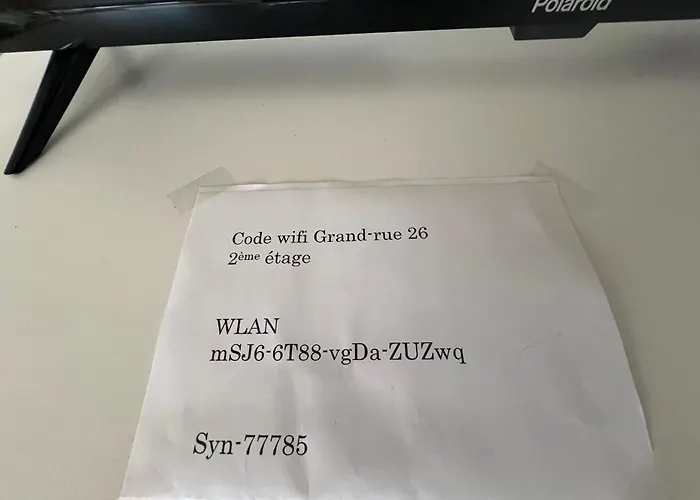 Polaroid
Code wifi Grand-rue 26
2ème étage
WLAN
mSJ6-6T88-vgDa-ZUZwq
Syn-77785